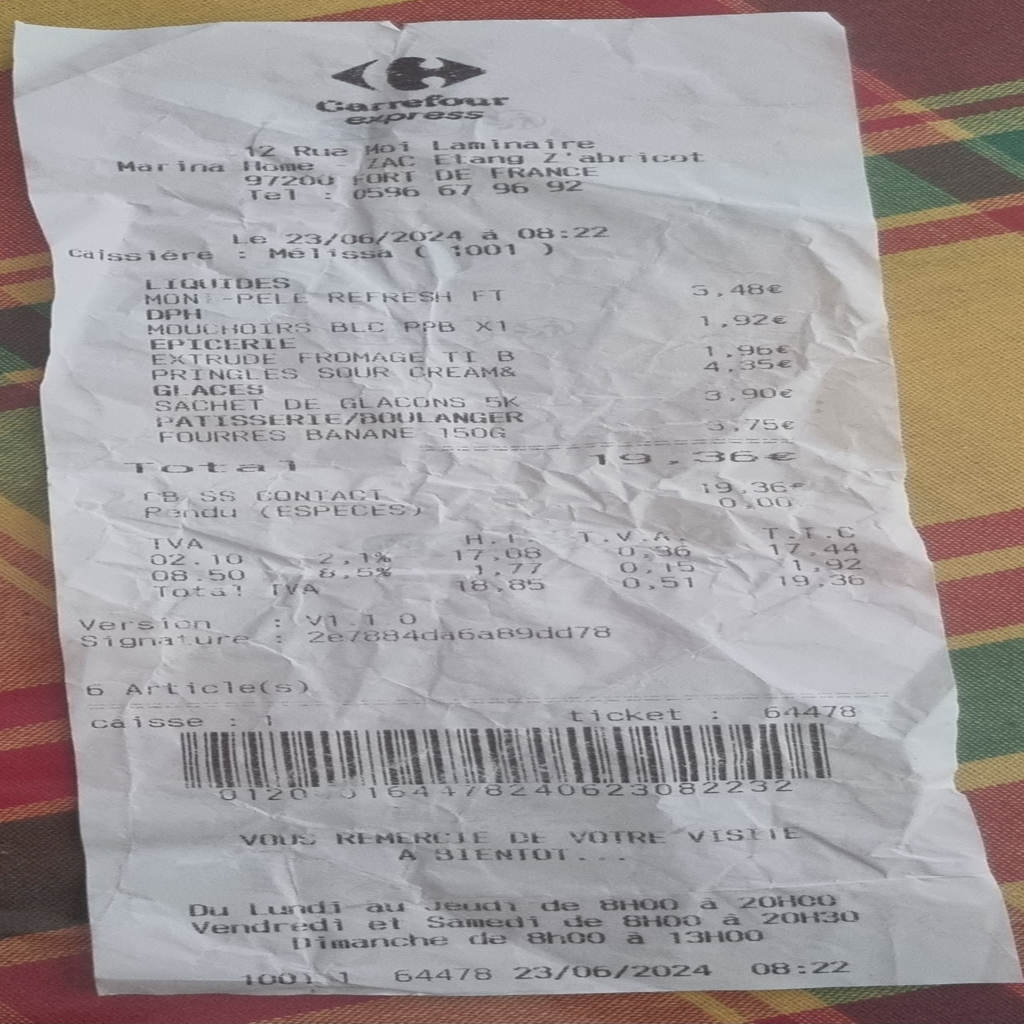 Carrefour
express
12 Rue Moi Laminaire
Marina Home - ZAC Etang Z'abricot
97200 FORT DE FRANCE
Tel : 0596 67 96 92
Le 23/06/2024 à 08:22
Caissière : Mélissa ( 1001 )
LIQUIDES
MON -PELE REFRESH FT 3,48€
DPH
MOUCHOIRS BLC PPB X1 1,92€
EPICERIE
EXTRUDE FROMAGE TI B 1,96€
PRINGLES SOUR CREAM& 4,35€
GLACES
SACHET DE GLACONS 5K 3,90€
PATISSERIE/BOULANGER
FOURRES BANANE 150G 3,75€
Total 19,36€
CB SS CONTACT 19,36€
Rendu (ESPECES) 0,00
TVA H.T. T.V.A. T.T.C
02.10 2,1% 17,08 0,36 17,44
08.50 8,5% 1,77 0,15 1,92
Total TVA 18,85 0,51 19,36
Version : V1.1.0
Signature : 2e7884da6a89dd78
6 Article(s)
caisse : 1 ticket : 64478
0120 0164478240623082232
VOUS REMERCIE DE VOTRE VISITE
A BIENTOT...
Du Lundi au Jeudi de 8H00 à 20H00
Vendredi et Samedi de 8H00 à 20H30
Dimanche de 8h00 à 13H00
1001 1 64478 23/06/2024 08:22